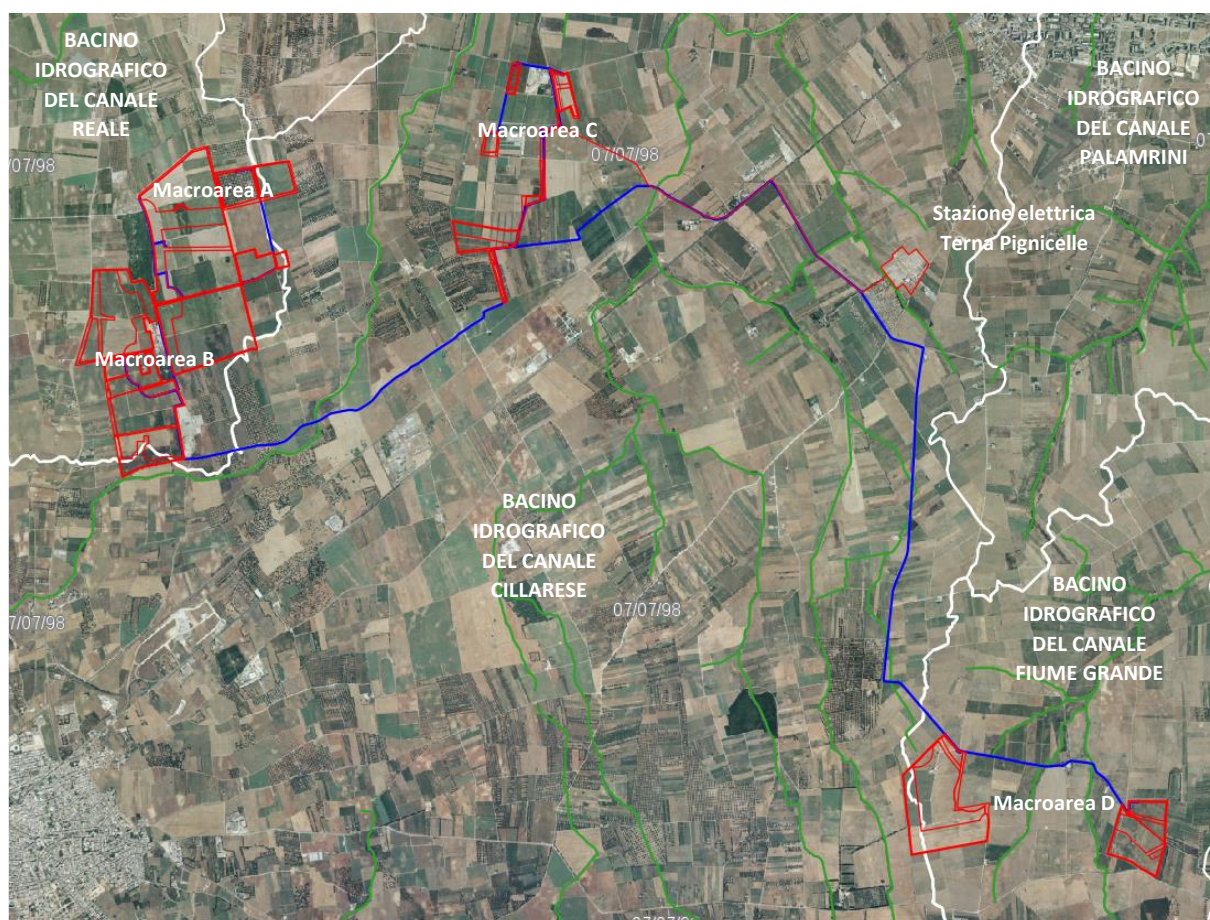 BACINO
IDROGRAFICO
DEL CANALE
REALE
BACINO
IDROGRAFICO
DEL CANALE
PALAMRINI
Macroarea C
07/07/98
/07/98
07
Macroarea A
Stazione elettrica
Terna Pignicelle
Macroarea B
BACINO
IDROGRAFICO
DEL CANALE
CILLARESE
BACINO
IDROGRAFICO
DEL CANALE
FIUME GRANDE
07/07/98
7/07/98
Macroarea D